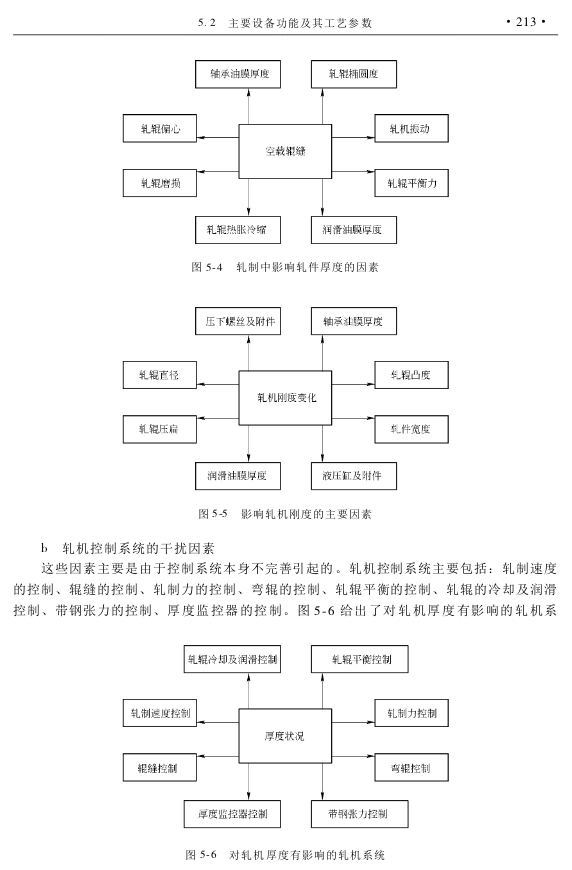 5.2 主要设备功能及其工艺参数 ·213·
轴承油膜厚度 轧辊椭圆度
轧辊偏心 轧机振动
空载辊缝
轧辊磨损 轧辊平衡力
轧辊热胀冷缩 润滑油膜厚度
图 5-4 轧制中影响轧件厚度的因素
压下螺丝及附件 轴承油膜厚度
轧辊直径 轧辊凸度
轧机刚度变化
轧辊压扁 轧件宽度
润滑油膜厚度 液压缸及附件
图 5-5 影响轧机刚度的主要因素
b 轧机控制系统的干扰因素
这些因素主要是由于控制系统本身不完善引起的。轧机控制系统主要包括：轧制速度
的控制、辊缝的控制、轧制力的控制、弯辊的控制、轧辊平衡的控制、轧辊的冷却及润滑
控制、带钢张力的控制、厚度监控器的控制。图 5-6 给出了对轧机厚度有影响的轧机系
轧辊冷却及润滑控制 轧辊平衡控制
轧制速度控制 轧制力控制
厚度状况
辊缝控制 弯辊控制
厚度监控器控制 带钢张力控制
图 5-6 对轧机厚度有影响的轧机系统